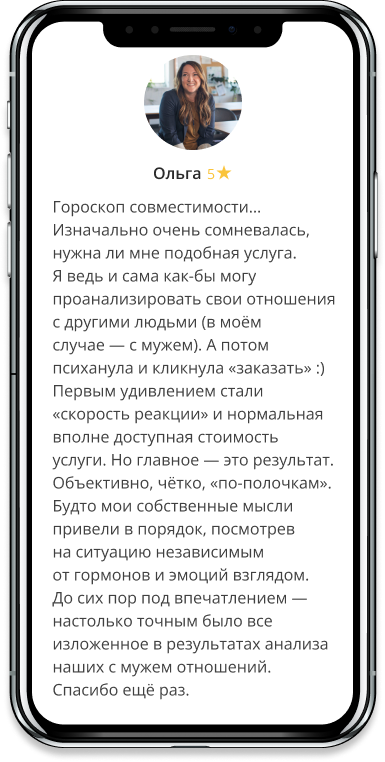 Ольга 5★
Гороскоп совместимости...
Изначально очень сомневалась,
нужна ли мне подобная услуга.
Я ведь и сама как-бы могу
проанализировать свои отношения
с другими людьми (в моём
случае — с мужем). А потом
психанула и кликнула «заказать» :)
Первым удивлением стали
«скорость реакции» и нормальная
вполне доступная стоимость
услуги. Но главное — это результат.
Объективно, чётко, «по-полочкам».
Будто мои собственные мысли
привели в порядок, посмотрев
на ситуацию независимым
от гормонов и эмоций взглядом.
До сих пор под впечатлением —
настолько точным было все
изложенное в результатах анализа
наших с мужем отношений.
Спасибо ещё раз.